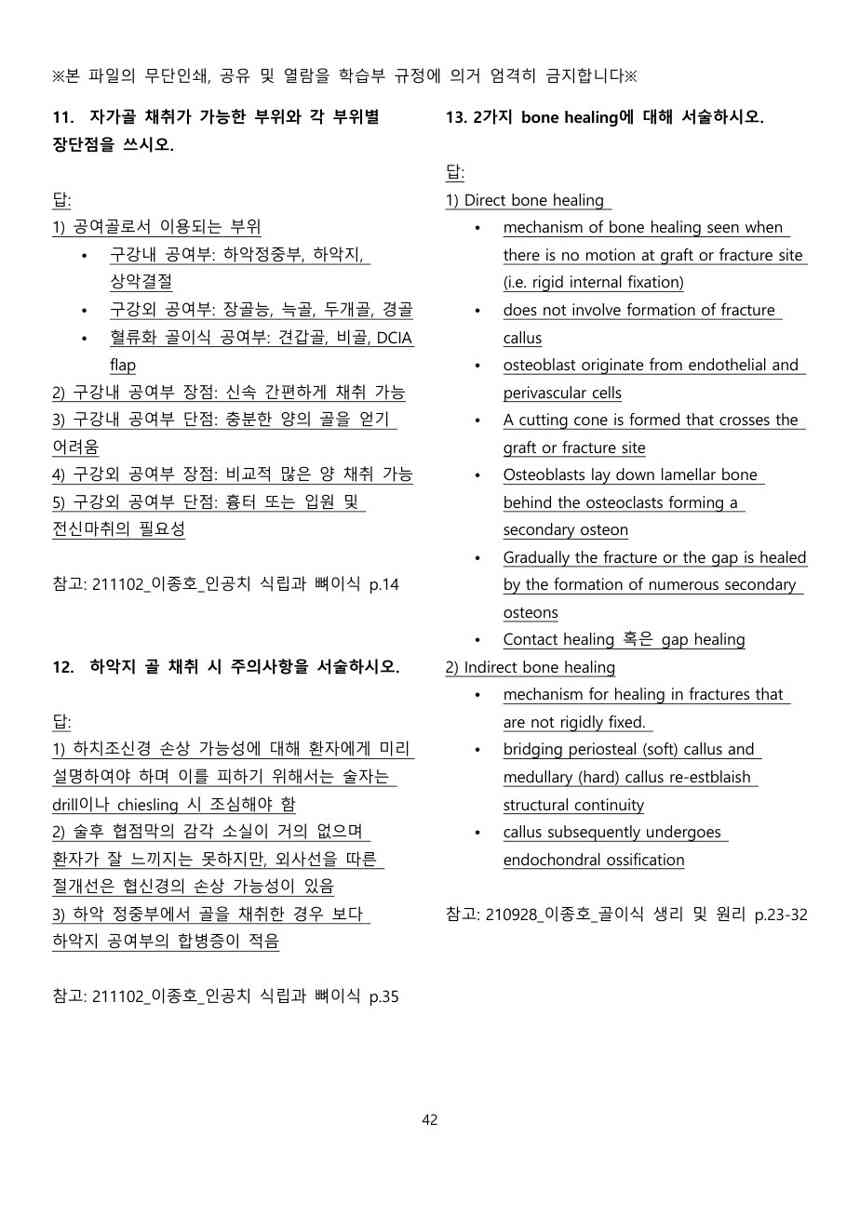 ※본 파일의 무단인쇄, 공유 및 열람을 학습부 규정에 의거 엄격히 금지합니다※
11. 자가골 채취가 가능한 부위와 각 부위별
장단점을 쓰시오.
답:
1) 공여골로서 이용되는 부위
• 구강내 공여부: 하악정중부, 하악지,
상악결절
• 구강외 공여부: 장골능, 늑골, 두개골, 경골
• 혈류화 골이식 공여부: 견갑골, 비골, DCIA
flap
2) 구강내 공여부 장점: 신속 간편하게 채취 가능
3) 구강내 공여부 단점: 충분한 양의 골을 얻기
어려움
4) 구강외 공여부 장점: 비교적 많은 양 채취 가능
5) 구강외 공여부 단점: 흉터 또는 입원 및
전신마취의 필요성
참고: 211102_이종호_인공치 식립과 뼈이식 p.14
12. 하악지 골 채취 시 주의사항을 서술하시오.
답:
1) 하치조신경 손상 가능성에 대해 환자에게 미리
설명하여야 하며 이를 피하기 위해서는 술자는
drill이나 chiesling 시 조심해야 함
2) 술후 협점막의 감각 소실이 거의 없으며
환자가 잘 느끼지는 못하지만, 외사선을 따른
절개선은 협신경의 손상 가능성이 있음
3) 하악 정중부에서 골을 채취한 경우 보다
하악지 공여부의 합병증이 적음
참고: 211102_이종호_인공치 식립과 뼈이식 p.35
13. 2가지 bone healing에 대해 서술하시오.
답:
1) Direct bone healing
• mechanism of bone healing seen when
there is no motion at graft or fracture site
(i.e. rigid internal fixation)
• does not involve formation of fracture
callus
• osteoblast originate from endothelial and
perivascular cells
• A cutting cone is formed that crosses the
graft or fracture site
• Osteoblasts lay down lamellar bone
behind the osteoclasts forming a
secondary osteon
• Gradually the fracture or the gap is healed
by the formation of numerous secondary
osteons
• Contact healing 혹은 gap healing
2) Indirect bone healing
• mechanism for healing in fractures that
are not rigidly fixed.
• bridging periosteal (soft) callus and
medullary (hard) callus re-estblaish
structural continuity
• callus subsequently undergoes
endochondral ossification
참고: 210928_이종호_골이식 생리 및 원리 p.23-32
42